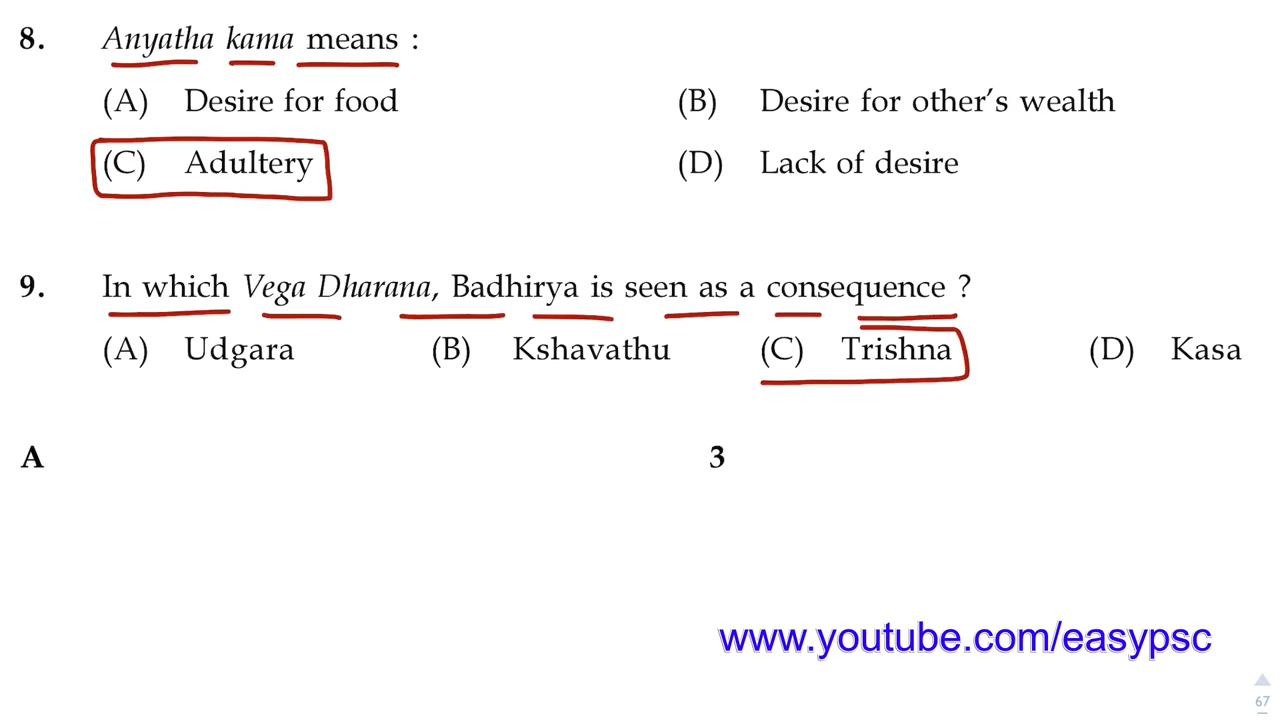 8. Anyatha kama means :
(A) Desire for food (B) Desire for other's wealth
(C) Adultery (D) Lack of desire
9. In which Vega Dharana, Badhirya is seen as a consequence ?
(A) Udgara (B) Kshavathu (C) Trishna (D) Kasa
A 3
www.youtube.com/easypsc
67